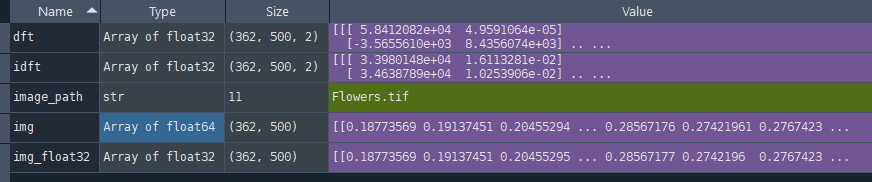 Name Type Size Value
dft Array of float32 (362, 500, 2) [[[ 5.8412082e+04 4.9591064e-05]
[-3.5655610e+03 8.4356074e+03] .. ...
idft Array of float32 (362, 500, 2) [[[ 3.3980148e+04 1.6113281e-02]
[ 3.4638789e+04 1.0253906e-02] .. ...
image_path str 11 Flowers.tif
img Array of float64 (362, 500) [[0.18773569 0.19137451 0.20455294 ... 0.28567176 0.27421961 0.2767423 ...
img_float32 Array of float32 (362, 500) [[0.18773569 0.19137451 0.20455295 ... 0.28567177 0.2742196 0.2767423 ...